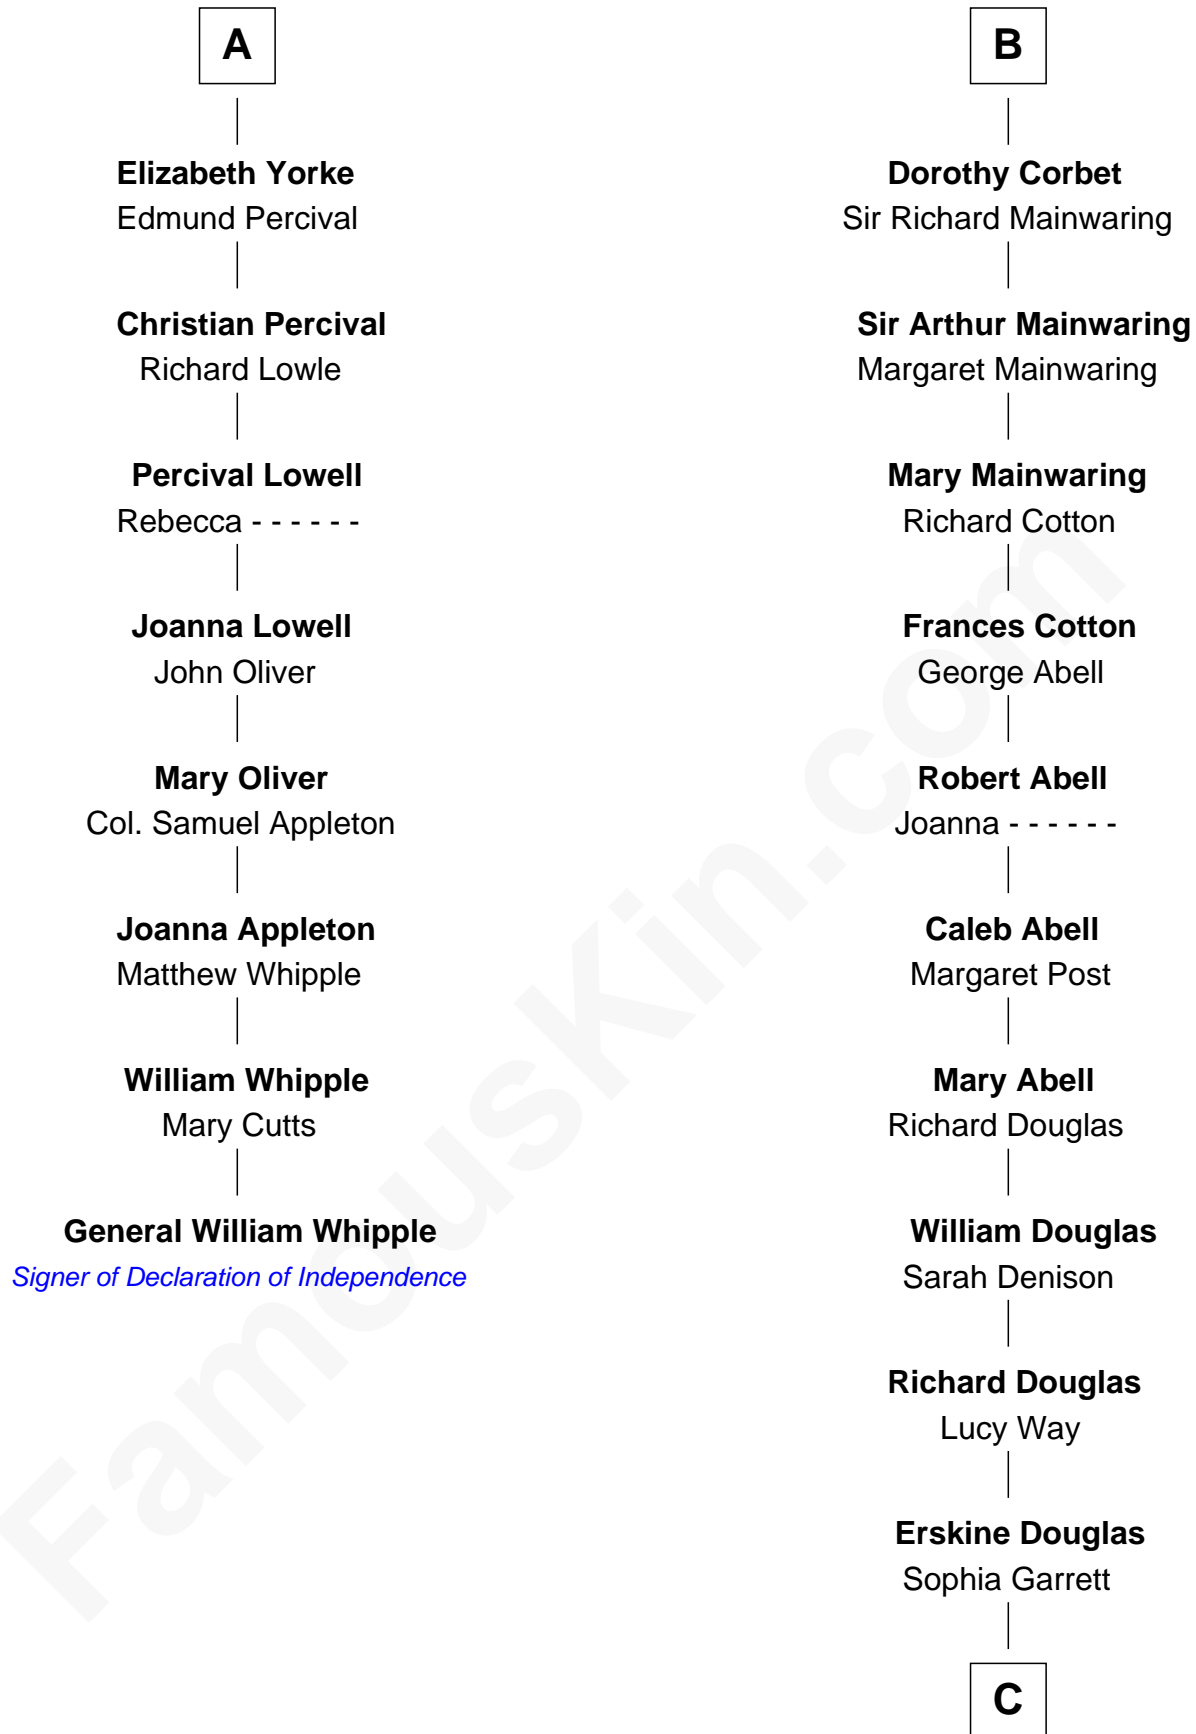 A
Elizabeth Yorke
Edmund Percival
Christian Percival
Richard Lowle
Percival Lowell
Rebecca - - - - - -
Joanna Lowell
John Oliver
Mary Oliver
Col. Samuel Appleton
Joanna Appleton
Matthew Whipple
William Whipple
Mary Cutts
General William Whipple
Signer of Declaration of Independence
B
Dorothy Corbet
Sir Richard Mainwaring
Sir Arthur Mainwaring
Margaret Mainwaring
Mary Mainwaring
Richard Cotton
Frances Cotton
George Abell
Robert Abell
Joanna - - - - - -
Caleb Abell
Margaret Post
Mary Abell
Richard Douglas
William Douglas
Sarah Denison
Richard Douglas
Lucy Way
Erskine Douglas
Sophia Garrett
C
FamousKin.com